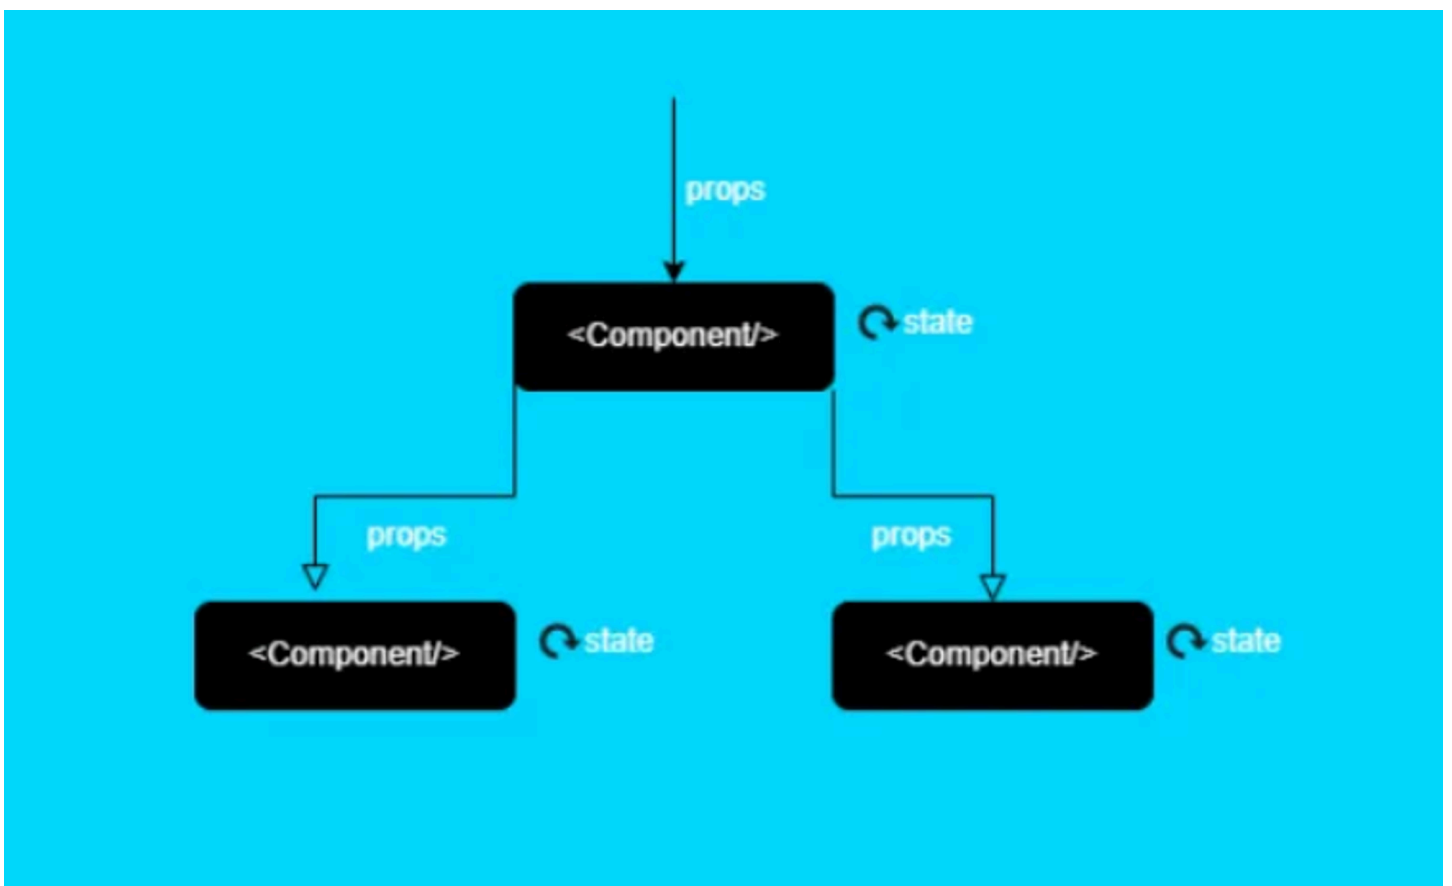 props
<Component/>
state
props
props
<Component/>
state
<Component/>
state